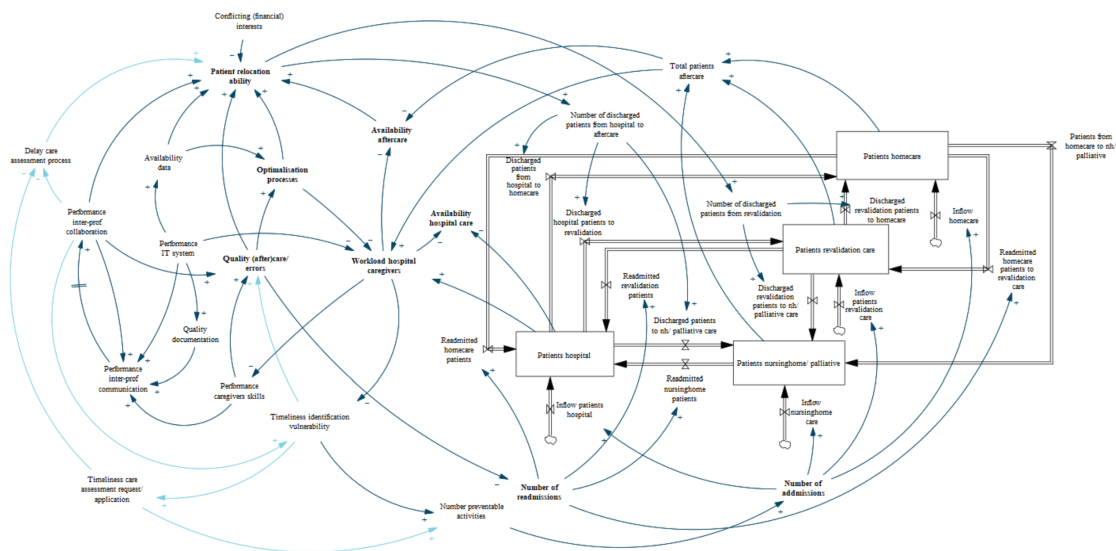 Conflicting (financial)
interests
Patient relocation
ability
Total patients
aftercare
Number of discharged
patients from hospital to
aftercare
Availability
aftercare
Patients from
homecare to nh/
palliative
Delay care
assessment process
Availability
data
Optimalisation
processes
Discharged
patients
from
hospital to
homecare
Patients homecare
Performance
inter-prof
collaboration
Availability
hospital care
Discharged
hospital patients to
revalidation
Number of discharged
patients from revalidation
Discharged
revalidation patients
to homecare
Inflow
homecare
Performance
IT system
Quality (after)care/
errors
Workload hospital
caregivers
Patients revalidation care
Readmitted
homecare
patients to
revalidation
care
Readmitted
revalidation
patients
Discharged
revalidation
patients to nh/
palliative care
Inflow
patients
revalidation
care
Quality
documentation
Discharged patients
to nh/ palliative care
Readmitted
homecare
patients
Patients hospital
Patients nursinghome/ palliative
Performance
inter-prof
communication
Performance
caregivers skills
Readmitted
nursinghome
patients
Inflow patients
hospital
Inflow
nursinghome
care
Timeliness identification
vulnerability
Timeliness care
assessment request/
application
Number of
readmissions
Number of
addmissions
Number preventable
activities